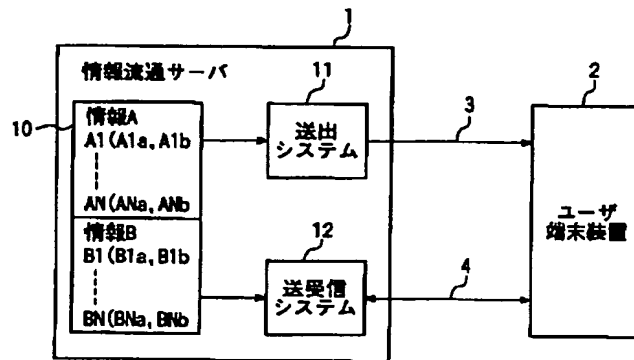 1
情報流通サーバ
10
情報A
A1(A1a, A1b
AN(ANa, ANb
情報B
B1(B1a, B1b
BN(BNa, BNb
11
送出
システム
12
送受信
システム
3
4
2
ユーザ
端末装置